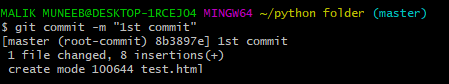 MALIK MUNEEB@DESKTOP-1RCEJO4 MINGW64 ~/python folder (master)
$ git commit -m "1st commit"
[master (root-commit) 8b3897e] 1st commit
 1 file changed, 8 insertions(+)
 create mode 100644 test.html